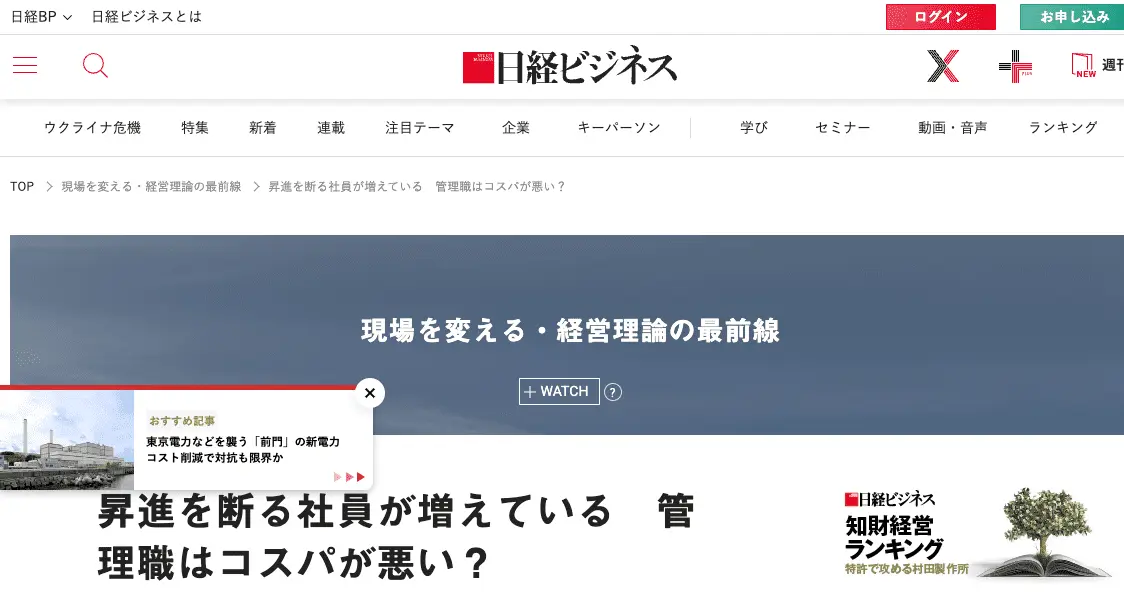 日経BP
日経ビジネスとは
ログイン
お申し込み
日経ビジネス
PLUS
NEW
週刊
ウクライナ危機
特集
新着
連載
注目テーマ
企業
キーパーソン
学び
セミナー
動画・音声
ランキング
TOP
現場を変える・経営理論の最前線
昇進を断る社員が増えている 管理職はコスパが悪い？
現場を変える・経営理論の最前線
WATCH
?
おすすめ記事
東京電力などを襲う「前門」の新電力
コスト削減で対抗も限界か
昇進を断る社員が増えている 管
理職はコスパが悪い？
日経ビジネス
知財経営
ランキング
特許で攻める村田製作所